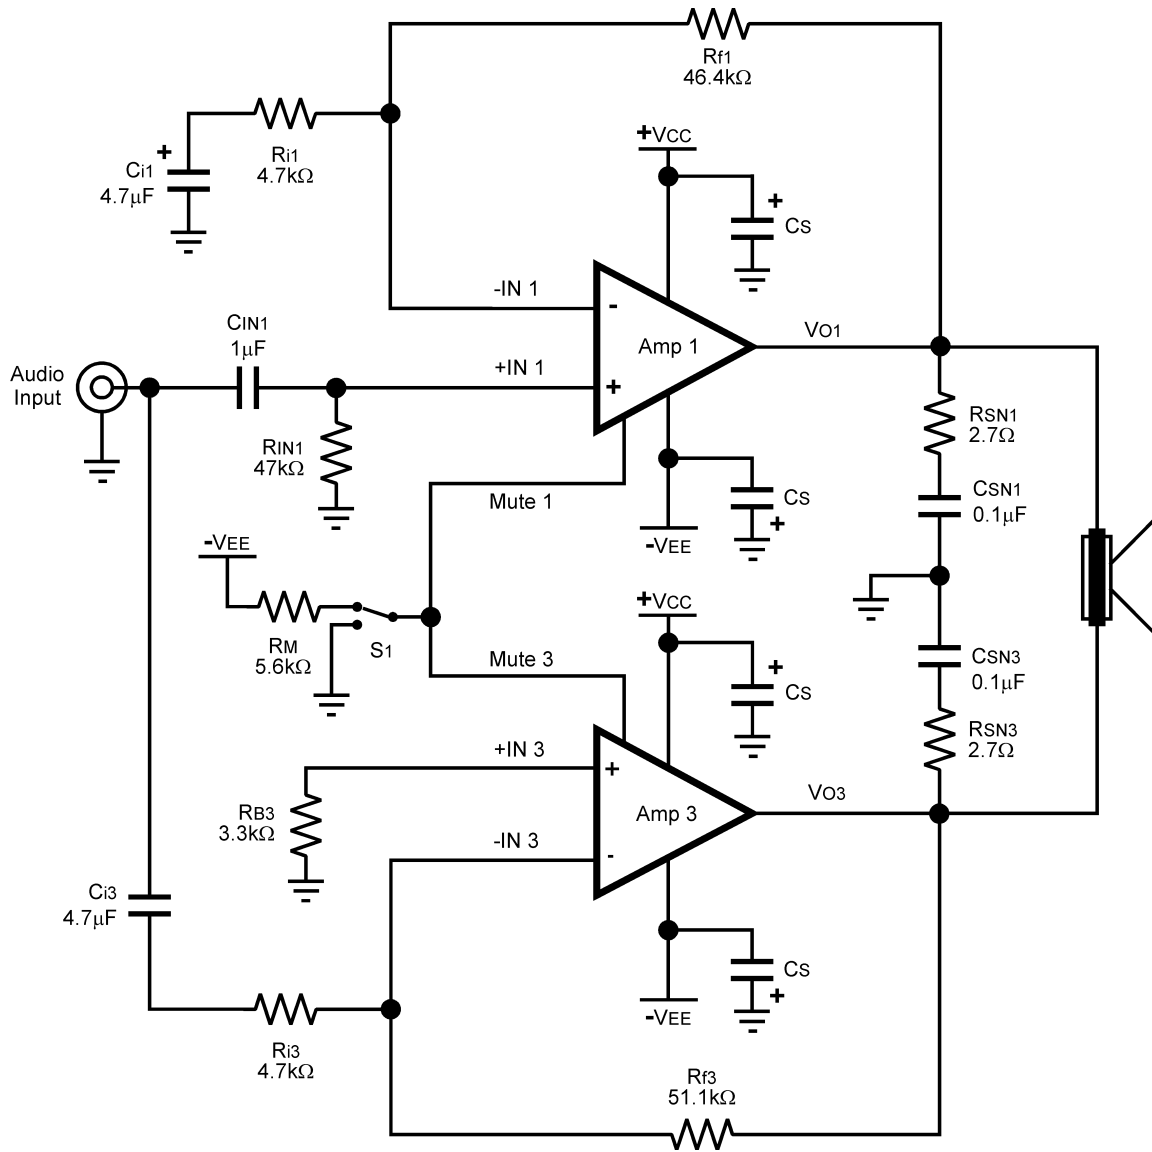 Rf1
46.4kΩ
+VCC
Ri1
4.7kΩ
+
Ci1
4.7µF
+
CS
-IN 1
-
CIN1
1µF
VO1
Amp 1
Audio
Input
+IN 1
+
RSN1
2.7Ω
RIN1
47kΩ
CSN1
0.1µF
Mute 1
CS
+
-VEE
-VEE
+VCC
RM
5.6kΩ
S1
Mute 3
+
CS
CSN3
0.1µF
RSN3
2.7Ω
+IN 3
+
VO3
RB3
3.3kΩ
Amp 3
-IN 3
-
Ci3
4.7µF
CS
+
-VEE
Ri3
4.7kΩ
Rf3
51.1kΩ